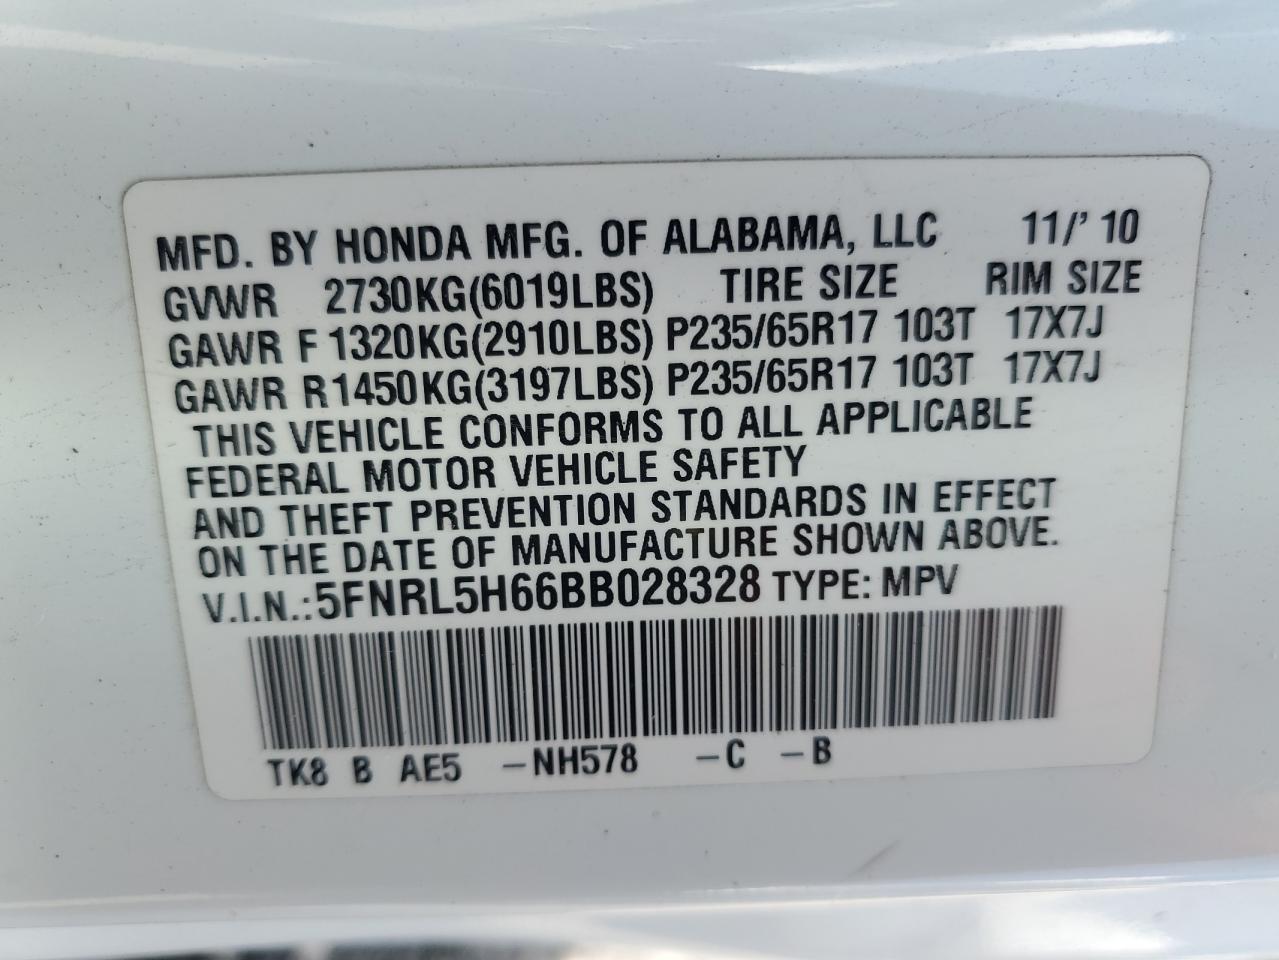 MFD. BY HONDA MFG. OF ALABAMA, LLC 11/' 10
GVWR 2730KG(6019LBS) TIRE SIZE RIM SIZE
GAWR F 1320KG(2910LBS) P235/65R17 103T 17X7J
GAWR R1450KG(3197LBS) P235/65R17 103T 17X7J
THIS VEHICLE CONFORMS TO ALL APPLICABLE
FEDERAL MOTOR VEHICLE SAFETY
AND THEFT PREVENTION STANDARDS IN EFFECT
ON THE DATE OF MANUFACTURE SHOWN ABOVE.
V.I.N.:5FNRL5H66BB028328 TYPE: MPV
TK8 B AE5 –NH578 –C –B